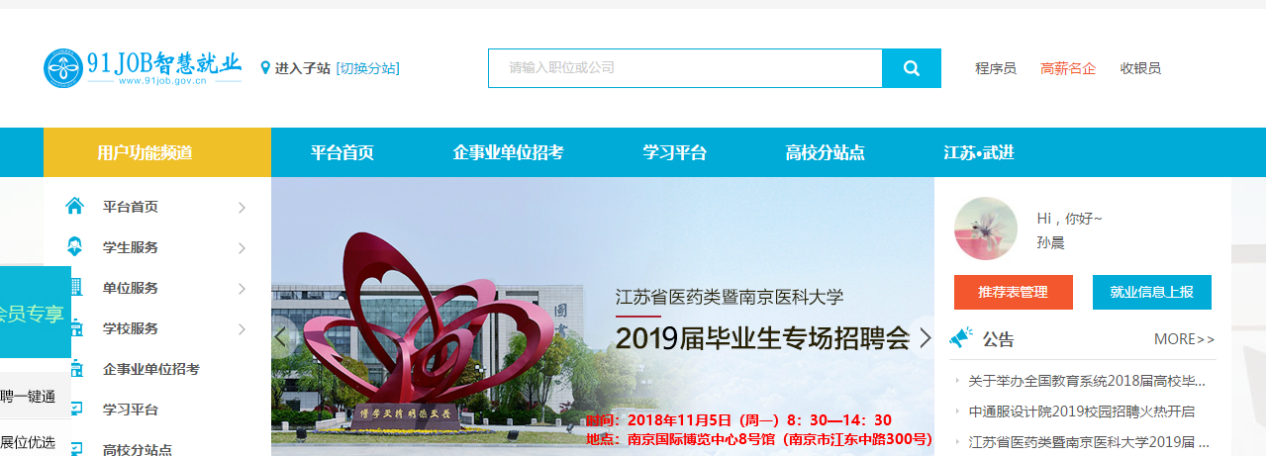 91JOB智慧就业
www.91job.gov.cn
进入子站 [切换分站]
请输入职位或公司
程序员 高薪名企 收银员
用户功能频道 平台首页 企事业单位招考 学习平台 高校分站点 江苏•武进
平台首页
学生服务
单位服务
学校服务
企事业单位招考
学习平台
高校分站点
会员专享
聘一键通
展位优选
江苏省医药类暨南京医科大学
2019届毕业生专场招聘会
时间：2018年11月5日（周一）8：30—14：30
地点：南京国际博览中心8号馆（南京市江东中路300号）
Hi，你好~
孙晨
推荐表管理 就业信息上报
公告 MORE>>
关于举办全国教育系统2018届高校毕...
中通服设计院2019校园招聘火热开启
江苏省医药类暨南京医科大学2019届 ...